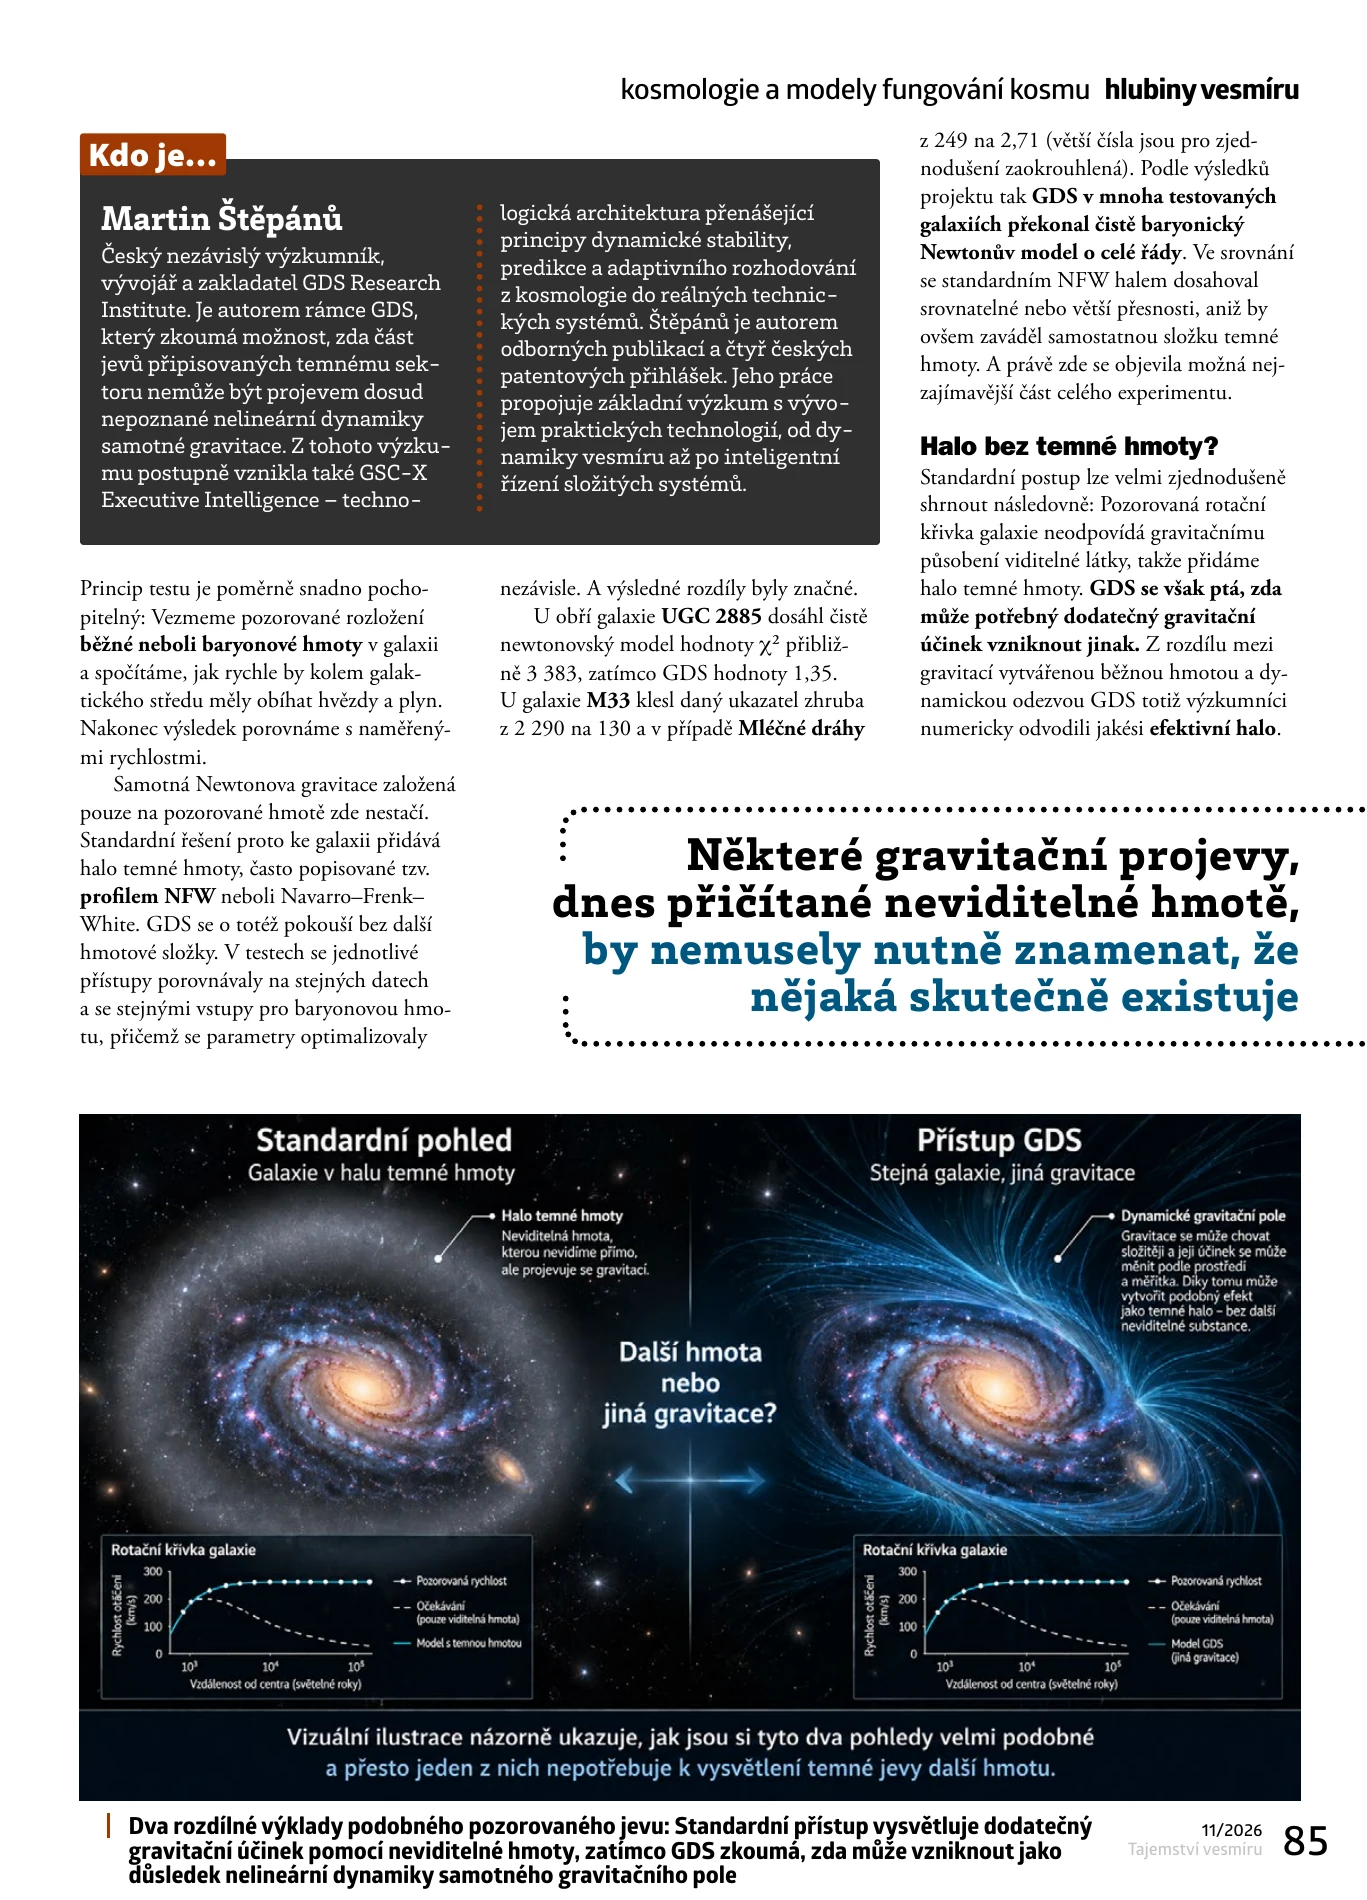 kosmologie a modely fungování kosmu hlubiny vesmíru
Kdo je...
Martin Štěpánů
Český nezávislý výzkumník,
vývojář a zakladatel GDS Research
Institute. Je autorem rámce GDS,
který zkoumá možnost, zda část
jevů připisovaných temnému sek-
toru nemůže být projevem dosud
nepoznané nelineární dynamiky
samotné gravitace. Z tohoto výzku-
mu postupně vznikla také GSC-X
Executive Intelligence – techno-
logická architektura přenášející
principy dynamické stability,
predikce a adaptivního rozhodování
z kosmologie do reálných technic-
kých systémů. Štěpánů je autorem
odborných publikací a čtyř českých
patentových přihlášek. Jeho práce
propojuje základní výzkum s vývo-
jem praktických technologií, od dy-
namiky vesmíru až po inteligentní
řízení složitých systémů.
Princip testu je poměrně snadno pocho-
pitelný: Vezmeme pozorované rozložení
běžné neboli baryonové hmoty v galaxii
a spočítáme, jak rychle by kolem galak-
tického středu měly obíhat hvězdy a plyn.
Nakonec výsledek porovnáme s naměřený-
mi rychlostmi.
Samotná Newtonova gravitace založená
pouze na pozorované hmotě zde nestačí.
Standardní řešení proto ke galaxii přidává
halo temné hmoty, často popisované tzv.
profilem NFW neboli Navarro–Frenk–
White. GDS se o totéž pokouší bez další
hmotové složky. V testech se jednotlivé
přístupy porovnávaly na stejných datech
a se stejnými vstupy pro baryonovou hmo-
tu, přičemž se parametry optimalizovaly
nezávisle. A výsledné rozdíly byly značné.
U obří galaxie UGC 2885 dosáhl čistě
newtonovský model hodnoty χ² přibliž-
ně 3 383, zatímco GDS hodnoty 1,35.
U galaxie M33 klesl daný ukazatel zhruba
z 2 290 na 130 a v případě Mléčné dráhy
z 249 na 2,71 (větší čísla jsou pro zjed-
nodušení zaokrouhlená). Podle výsledků
projektu tak GDS v mnoha testovaných
galaxiích překonal čistě baryonický
Newtonův model o celé řády. Ve srovnání
se standardním NFW halem dosahoval
srovnatelné nebo větší přesnosti, aniž by
ovšem zaváděl samostatnou složku temné
hmoty. A právě zde se objevila možná nej-
zajímavější část celého experimentu.
Halo bez temné hmoty?
Standardní postup lze velmi zjednodušeně
shrnout následovně: Pozorovaná rotační
křivka galaxie neodpovídá gravitačnímu
působení viditelné látky, takže přidáme
halo temné hmoty. GDS se však ptá, zda
může potřebný dodatečný gravitační
účinek vzniknout jinak. Z rozdílu mezi
gravitací vytvářenou běžnou hmotou a dy-
namickou odezvou GDS totiž výzkumníci
numericky odvodili jakési efektivní halo.
Některé gravitační projevy,
dnes přičítané neviditelné hmotě,
by nemusely nutně znamenat, že
nějaká skutečně existuje
Standardní pohled
Galaxie v halu temné hmoty
Halo temné hmoty
Neviditelná hmota,
kterou nevidíme přímo,
ale projevuje se gravitací.
Další hmota
nebo
jiná gravitace?
Přístup GDS
Stejná galaxie, jiná gravitace
Dynamické gravitační pole
Gravitace se může chovat
složitěji a její účinek se může
měnit podle prostředí
a měřítka. Díky tomu může
vytvořit podobný efekt
jako temné halo – bez další
neviditelné substance.
Rotační křivka galaxie
Rychlost otáčení
(km/s)
300
200
100
0
10³
10⁴
10⁵
Vzdálenost od centra (světelné roky)
Pozorovaná rychlost
Očekávání
(pouze viditelná hmota)
Model s temnou hmotou
Rotační křivka galaxie
Rychlost otáčení
(km/s)
300
200
100
0
10³
10⁴
10⁵
Vzdálenost od centra (světelné roky)
Pozorovaná rychlost
Očekávání
(pouze viditelná hmota)
Model GDS
(jiná gravitace)
Vizuální ilustrace názorně ukazuje, jak jsou si tyto dva pohledy velmi podobné
a přesto jeden z nich nepotřebuje k vysvětlení temné jevy další hmotu.
Dva rozdílné výklady podobného pozorovaného jevu: Standardní přístup vysvětluje dodatečný
gravitační účinek pomocí neviditelné hmoty, zatímco GDS zkoumá, zda může vzniknout jako
důsledek nelineární dynamiky samotného gravitačního pole
11/2026
Tajemství vesmíru
85